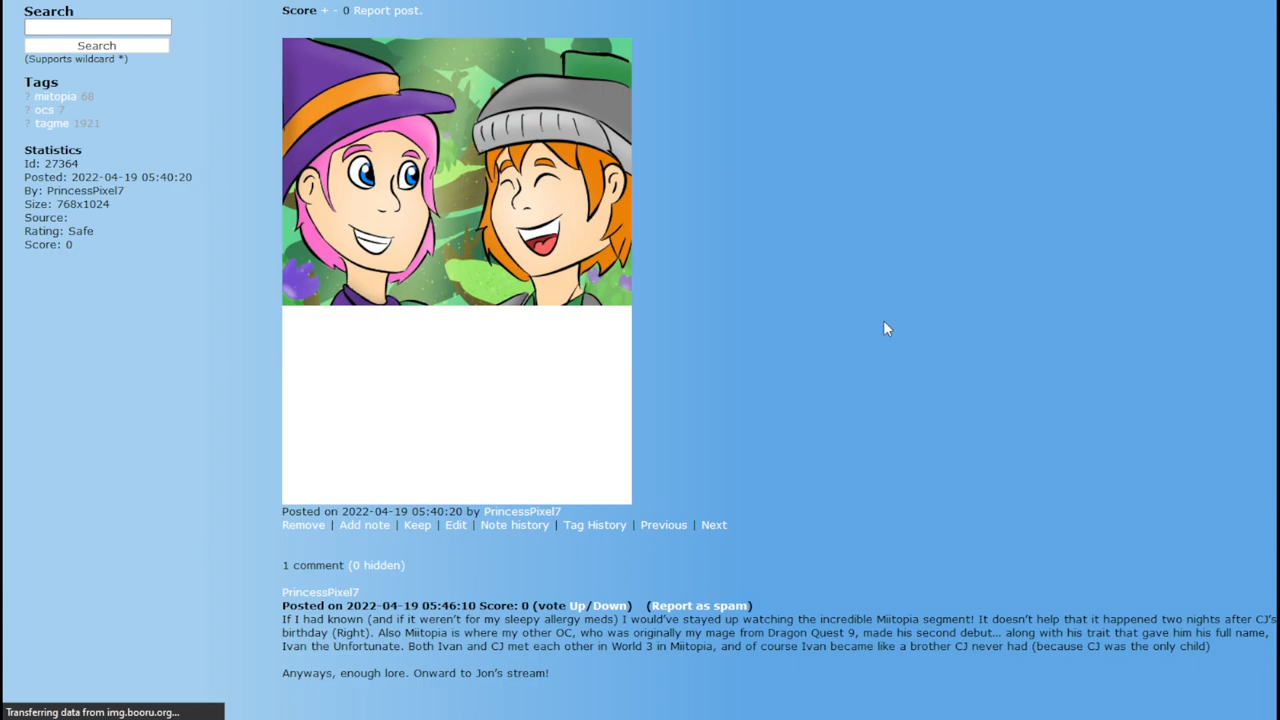 Search
Search
(Supports wildcard *)
Tags
? miitopia 68
? ocs 7
? tagme 1921
Statistics
Id: 27364
Posted: 2022-04-19 05:40:20
By: PrincessPixel7
Size: 768x1024
Source:
Rating: Safe
Score: 0
Score + - 0 Report post.
Posted on 2022-04-19 05:40:20 by PrincessPixel7
Remove | Add note | Keep | Edit | Note history | Tag History | Previous | Next
1 comment (0 hidden)
PrincessPixel7
Posted on 2022-04-19 05:46:10 Score: 0 (vote Up/Down) (Report as spam)
If I had known (and if it weren't for my sleepy allergy meds) I would've stayed up watching the incredible Miitopia segment! It doesn't help that it happened two nights after CJ's
birthday (Right). Also Miitopia is where my other OC, who was originally my mage from Dragon Quest 9, made his second debut... along with his trait that gave him his full name,
Ivan the Unfortunate. Both Ivan and CJ met each other in World 3 in Miitopia, and of course Ivan became like a brother CJ never had (because CJ was the only child)
Anyways, enough lore. Onward to Jon's stream!
Transferring data from img.booru.org...